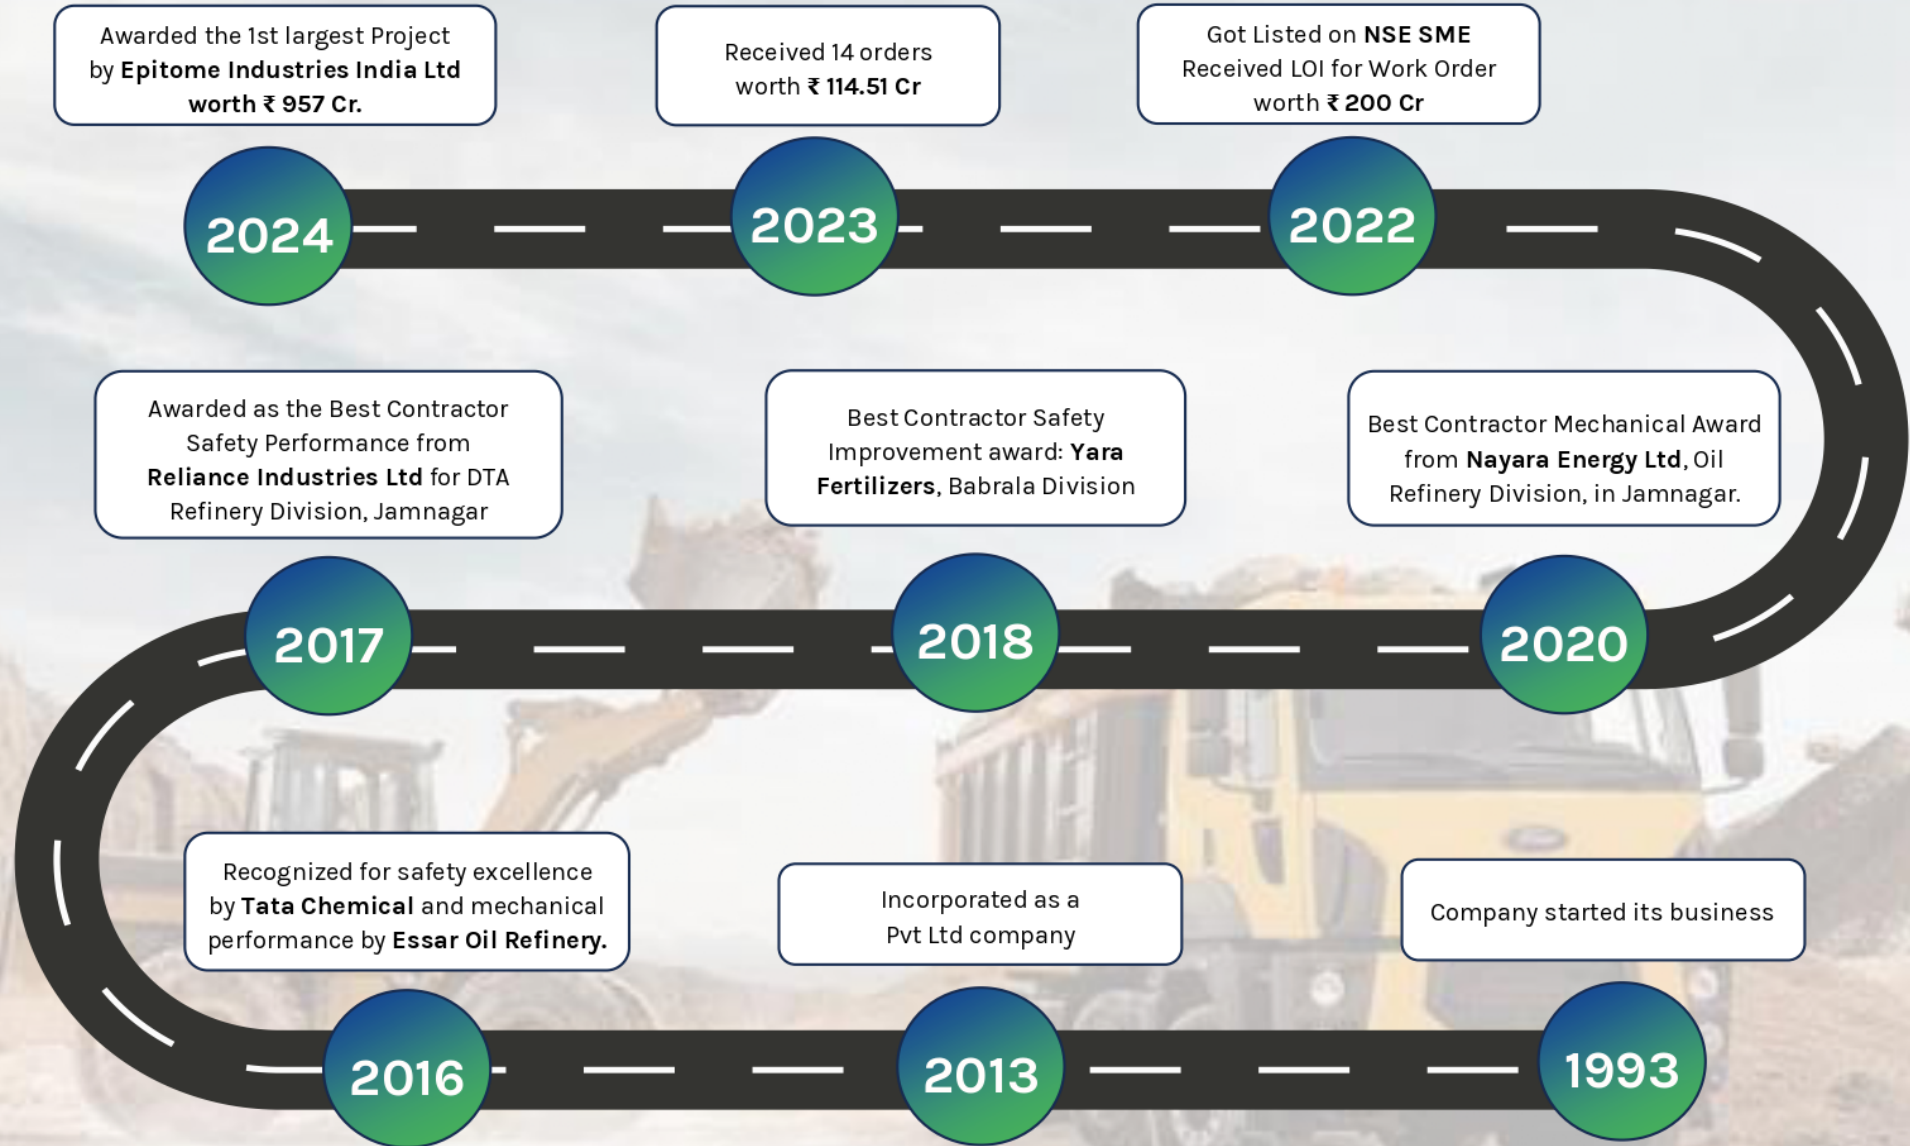 Awarded the 1st largest Project
by Epitome Industries India Ltd
worth ₹ 957 Cr.
Received 14 orders
worth ₹ 114.51 Cr
Got Listed on NSE SME
Received LOI for Work Order
worth ₹ 200 Cr
2024
2023
2022
Awarded as the Best Contractor
Safety Performance from
Reliance Industries Ltd for DTA
Refinery Division, Jamnagar
Best Contractor Safety
Improvement award: Yara
Fertilizers, Babrala Division
Best Contractor Mechanical Award
from Nayara Energy Ltd, Oil
Refinery Division, in Jamnagar.
2017
2018
2020
Recognized for safety excellence
by Tata Chemical and mechanical
performance by Essar Oil Refinery.
Incorporated as a
Pvt Ltd company
Company started its business
2016
2013
1993